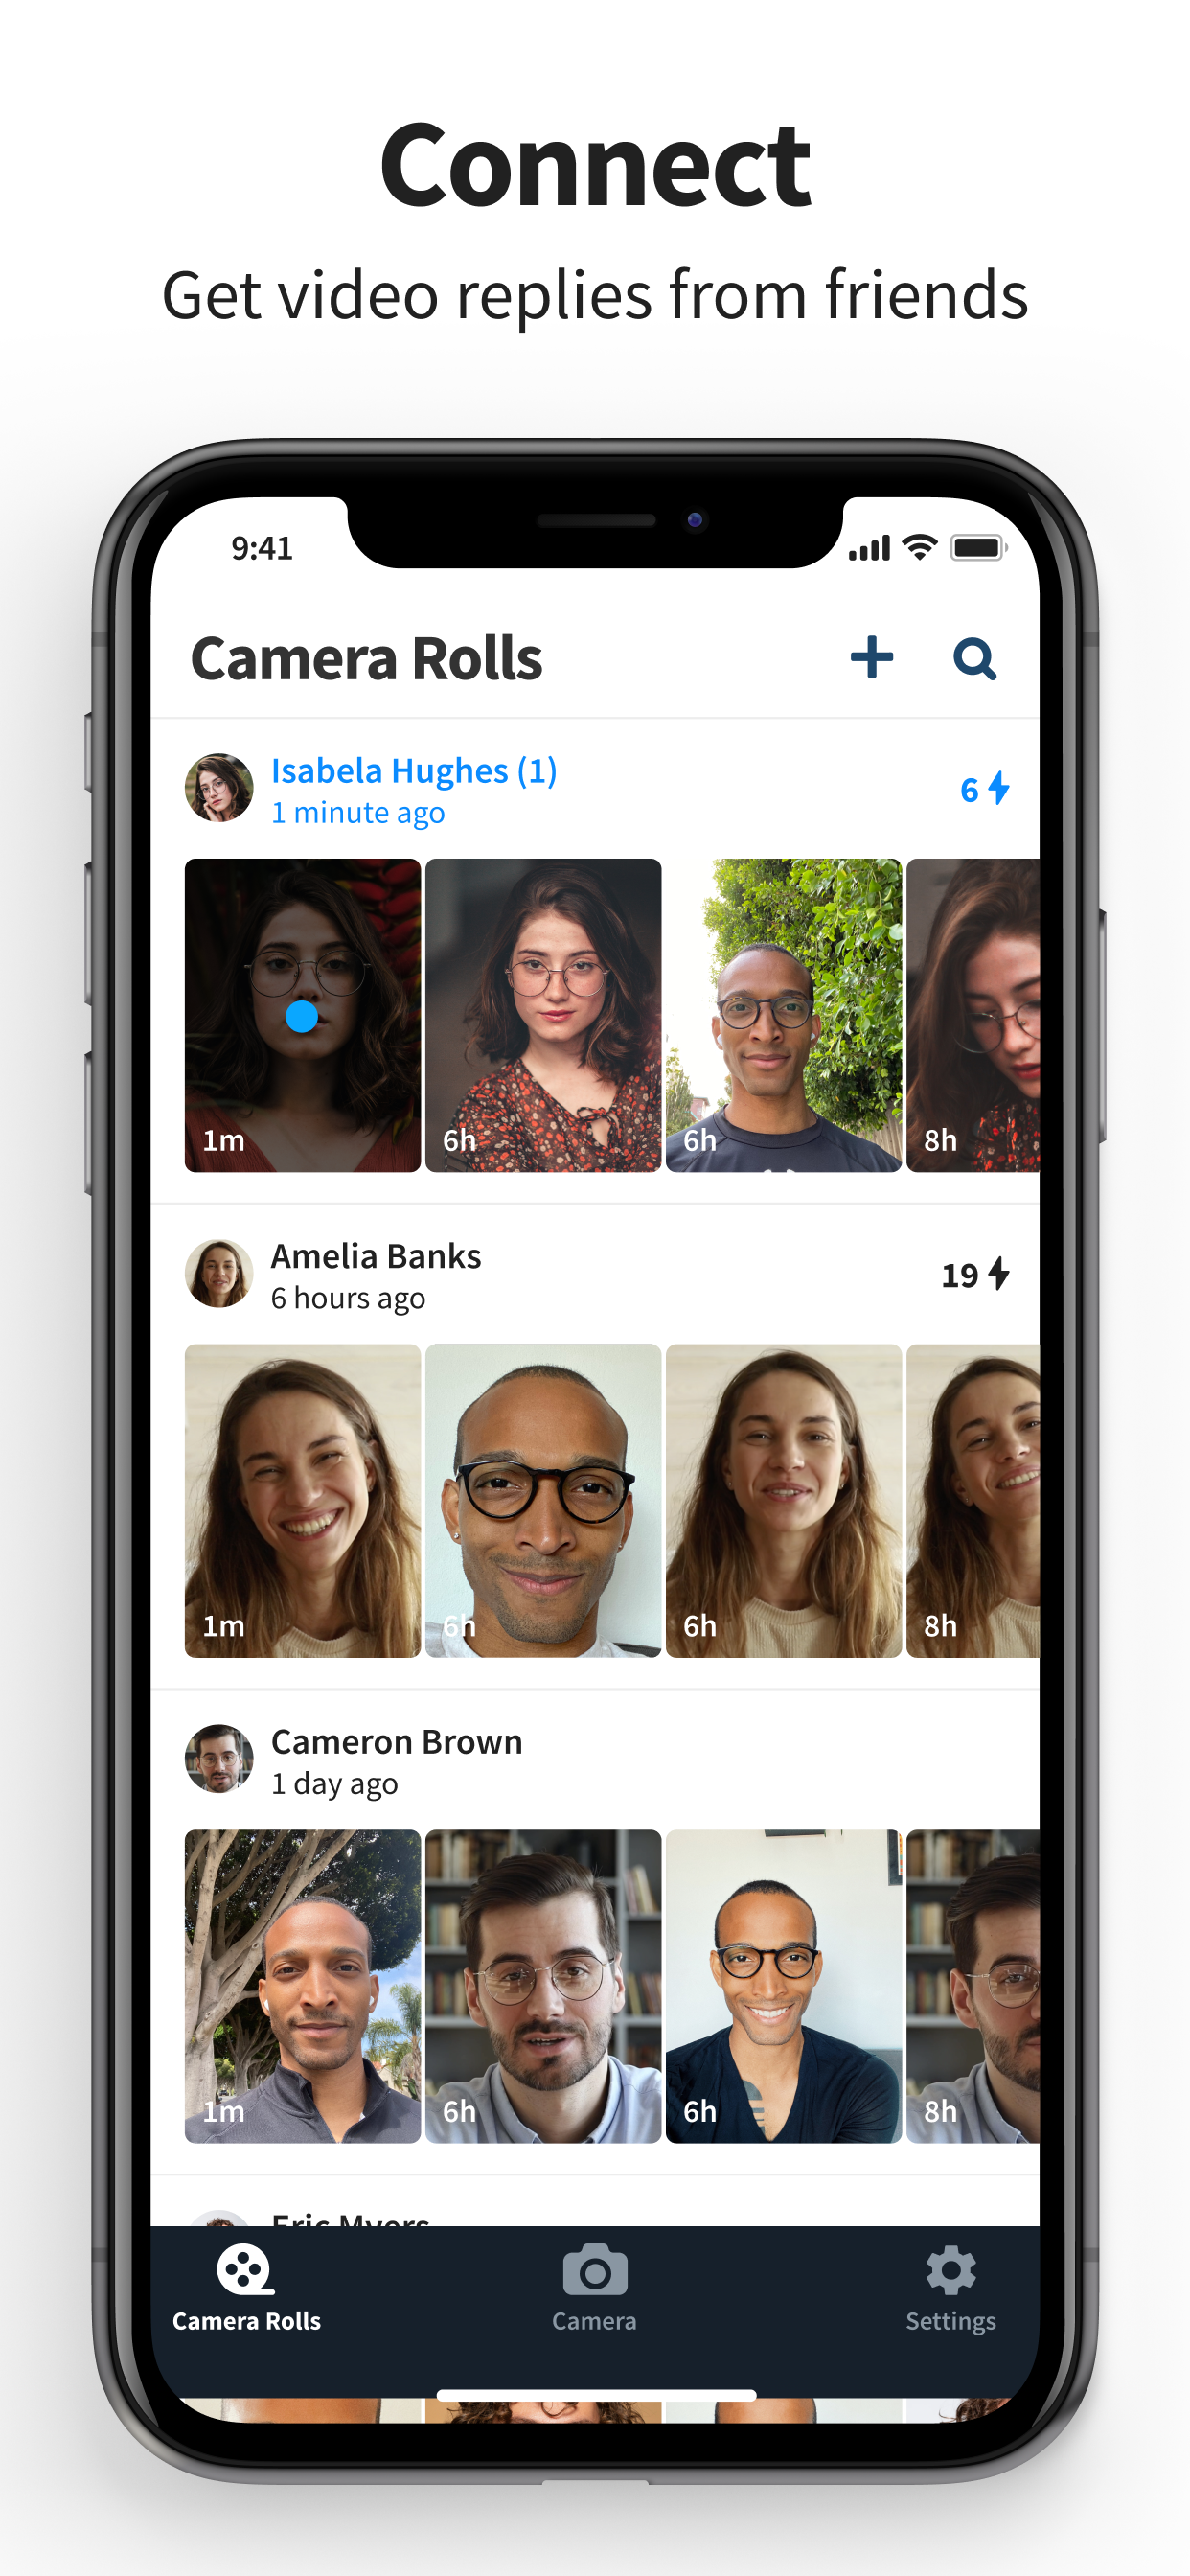 Connect
Get video replies from friends
9:41
Camera Rolls
Isabela Hughes (1)
1 minute ago
6
1m
6h
6h
8h
Amelia Banks
6 hours ago
19
1m
6h
6h
8h
Cameron Brown
1 day ago
1m
6h
6h
8h
Eric Myers
Camera Rolls
Camera
Settings